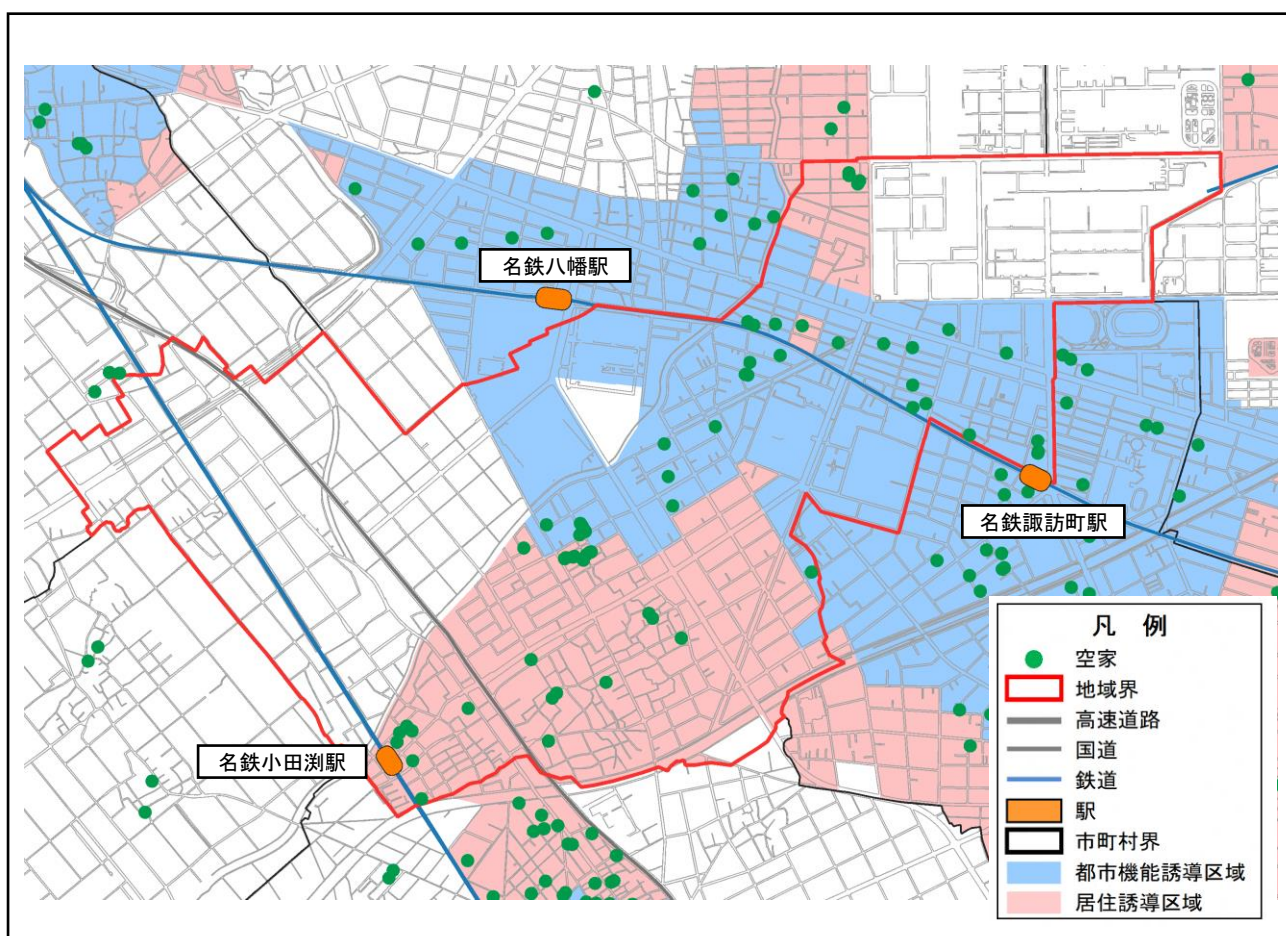 名鉄八幡駅
名鉄諏訪町駅
名鉄小田渕駅
凡 例
空家
地域界
高速道路
国道
鉄道
駅
市町村界
都市機能誘導区域
居住誘導区域